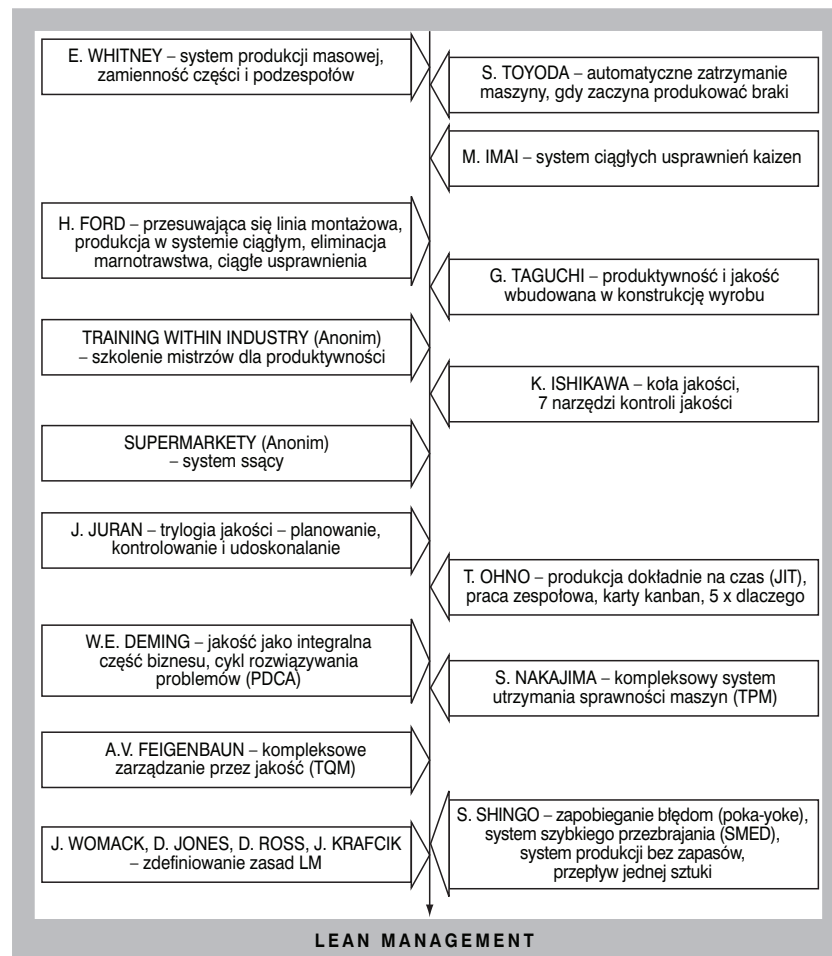 E. WHITNEY – system produkcji masowej,
zamienność części i podzespołów
S. TOYODA – automatyczne zatrzymanie
maszyny, gdy zaczyna produkować braki
M. IMAI – system ciągłych usprawnień kaizen
H. FORD – przesuwająca się linia montażowa,
produkcja w systemie ciągłym, eliminacja
marnotrawstwa, ciągłe usprawnienia
G. TAGUCHI – produktywność i jakość
wbudowana w konstrukcję wyrobu
TRAINING WITHIN INDUSTRY (Anonim)
– szkolenie mistrzów dla produktywności
K. ISHIKAWA – koła jakości,
7 narzędzi kontroli jakości
SUPERMARKETY (Anonim)
– system ssący
J. JURAN – trylogia jakości – planowanie,
kontrolowanie i udoskonalanie
T. OHNO – produkcja dokładnie na czas (JIT),
praca zespołowa, karty kanban, 5 x dlaczego
W.E. DEMING – jakość jako integralna
część biznesu, cykl rozwiązywania
problemów (PDCA)
S. NAKAJIMA – kompleksowy system
utrzymania sprawności maszyn (TPM)
A.V. FEIGENBAUN – kompleksowe
zarządzanie przez jakość (TQM)
S. SHINGO – zapobieganie błędom (poka-yoke),
system szybkiego przezbrajania (SMED),
system produkcji bez zapasów,
przepływ jednej sztuki
J. WOMACK, D. JONES, D. ROSS, J. KRAFCIK
– zdefiniowanie zasad LM
LEAN MANAGEMENT